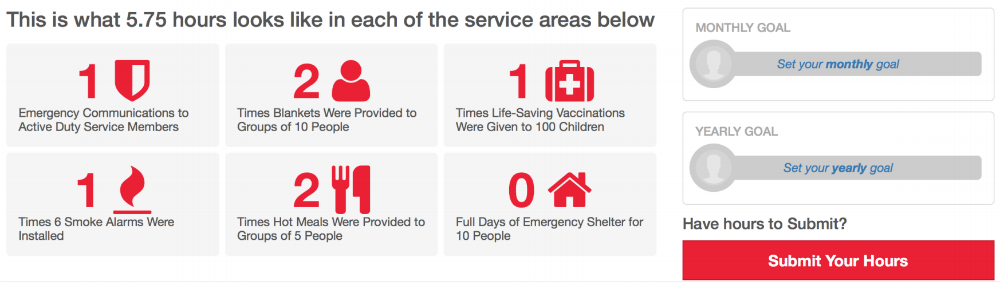 This is what 5.75 hours looks like in each of the service areas below
1
Emergency Communications to
Active Duty Service Members
2
Times Blankets Were Provided to
Groups of 10 People
1
Times Life-Saving Vaccinations
Were Given to 100 Children
1
Times 6 Smoke Alarms Were
Installed
2
Times Hot Meals Were Provided to
Groups of 5 People
0
Full Days of Emergency Shelter for
10 People
MONTHLY GOAL
Set your monthly goal
YEARLY GOAL
Set your yearly goal
Have hours to Submit?
Submit Your Hours